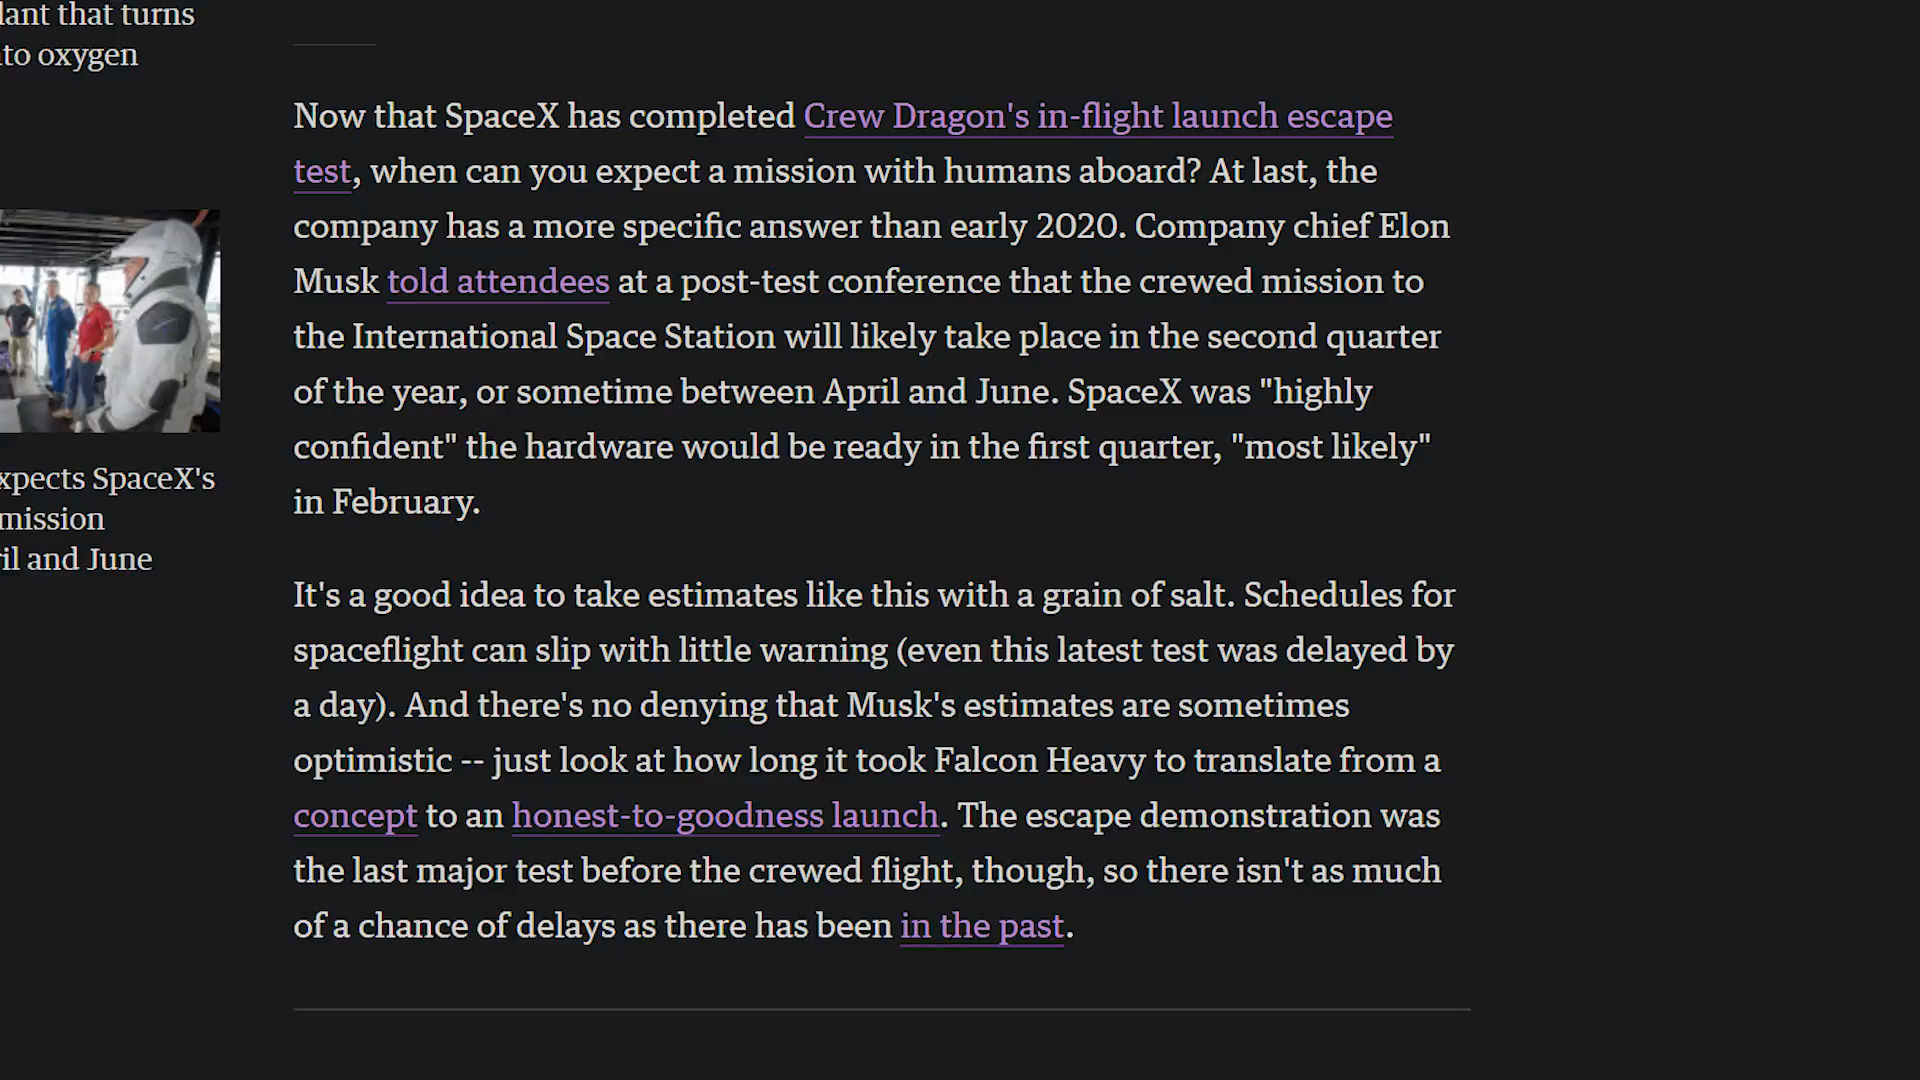 lant that turns
to oxygen
xpects SpaceX's
mission
il and June
Now that SpaceX has completed Crew Dragon's in-flight launch escape
test, when can you expect a mission with humans aboard? At last, the
company has a more specific answer than early 2020. Company chief Elon
Musk told attendees at a post-test conference that the crewed mission to
the International Space Station will likely take place in the second quarter
of the year, or sometime between April and June. SpaceX was "highly
confident" the hardware would be ready in the first quarter, "most likely"
in February.
It's a good idea to take estimates like this with a grain of salt. Schedules for
spaceflight can slip with little warning (even this latest test was delayed by
a day). And there's no denying that Musk's estimates are sometimes
optimistic -- just look at how long it took Falcon Heavy to translate from a
concept to an honest-to-goodness launch. The escape demonstration was
the last major test before the crewed flight, though, so there isn't as much
of a chance of delays as there has been in the past.